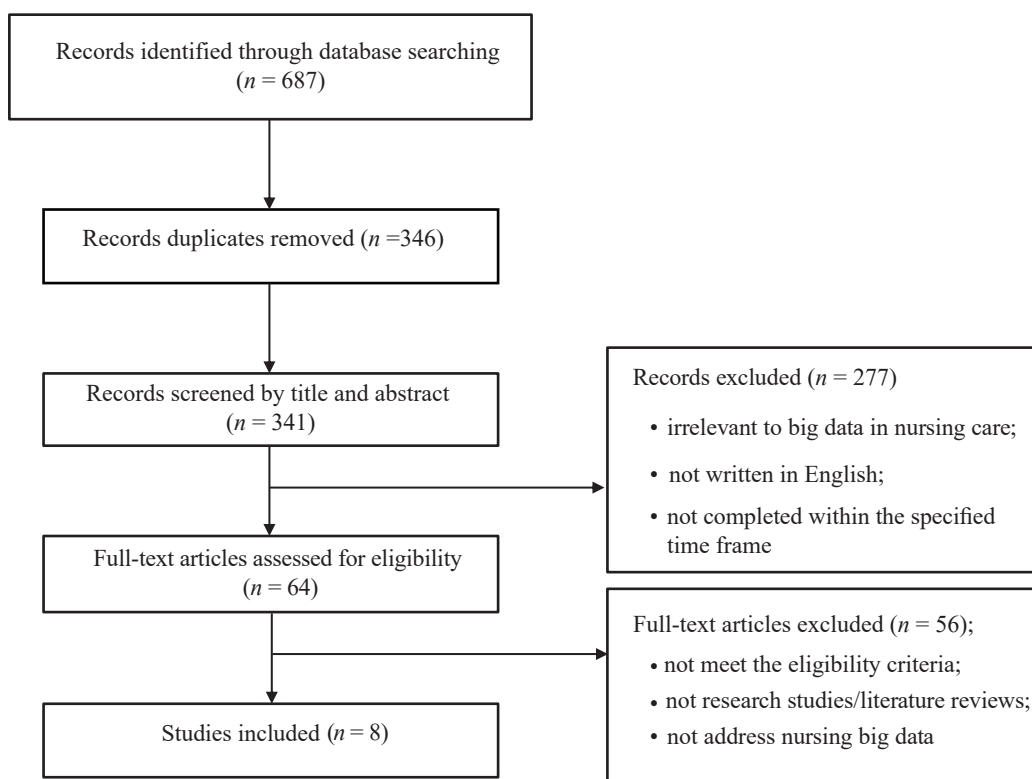 Records identified through database searching
(n = 687)
Records duplicates removed (n =346)
Records screened by title and abstract
(n = 341)
Records excluded (n = 277)
• irrelevant to big data in nursing care;
• not written in English;
• not completed within the specified
time frame
Full-text articles assessed for eligibility
(n = 64)
Full-text articles excluded (n = 56);
• not meet the eligibility criteria;
• not research studies/literature reviews;
• not address nursing big data
Studies included (n = 8)